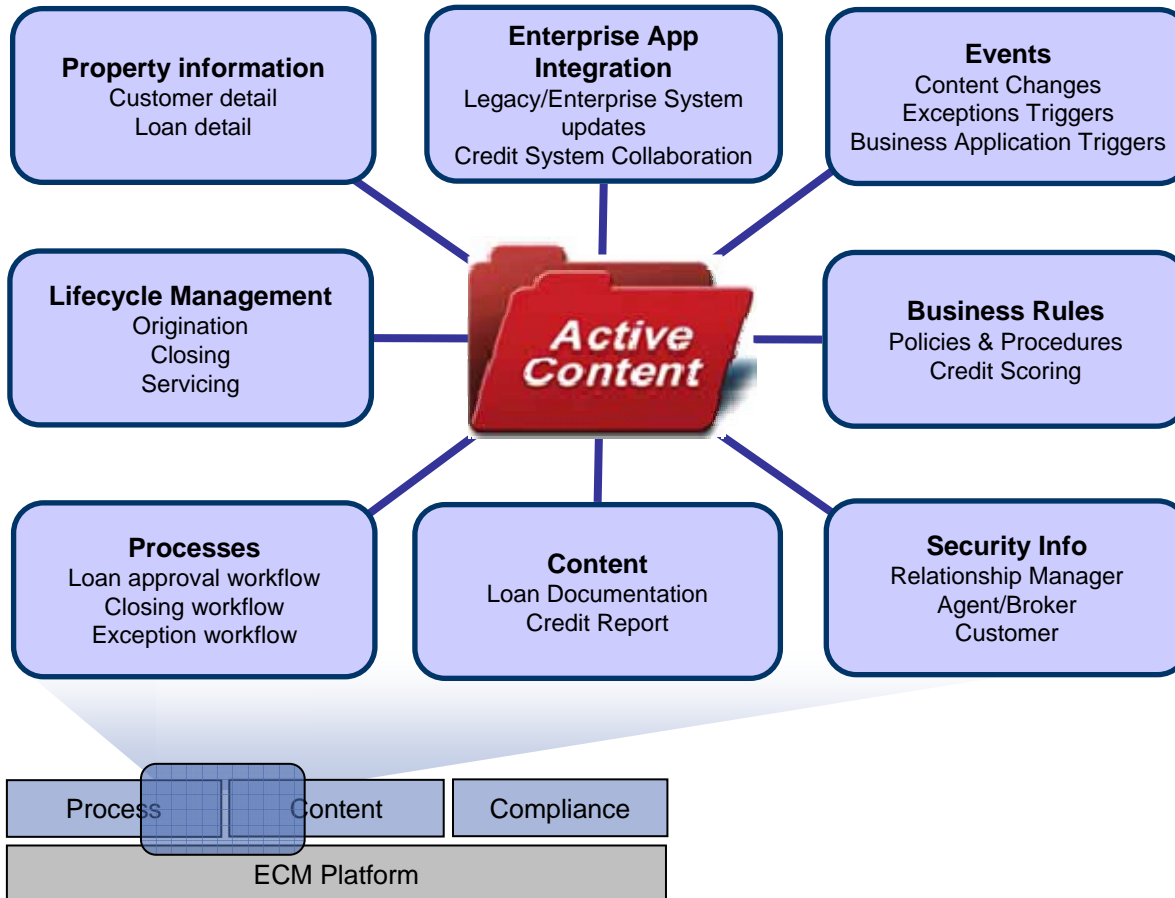 Property information
Customer detail
Loan detail
Enterprise App
Integration
Legacy/Enterprise System
updates
Credit System Collaboration
Events
Content Changes
Exceptions Triggers
Business Application Triggers
Lifecycle Management
Origination
Closing
Servicing
Active
Content
Business Rules
Policies & Procedures
Credit Scoring
Processes
Loan approval workflow
Closing workflow
Exception workflow
Content
Loan Documentation
Credit Report
Security Info
Relationship Manager
Agent/Broker
Customer
Process
Content
Compliance
ECM Platform